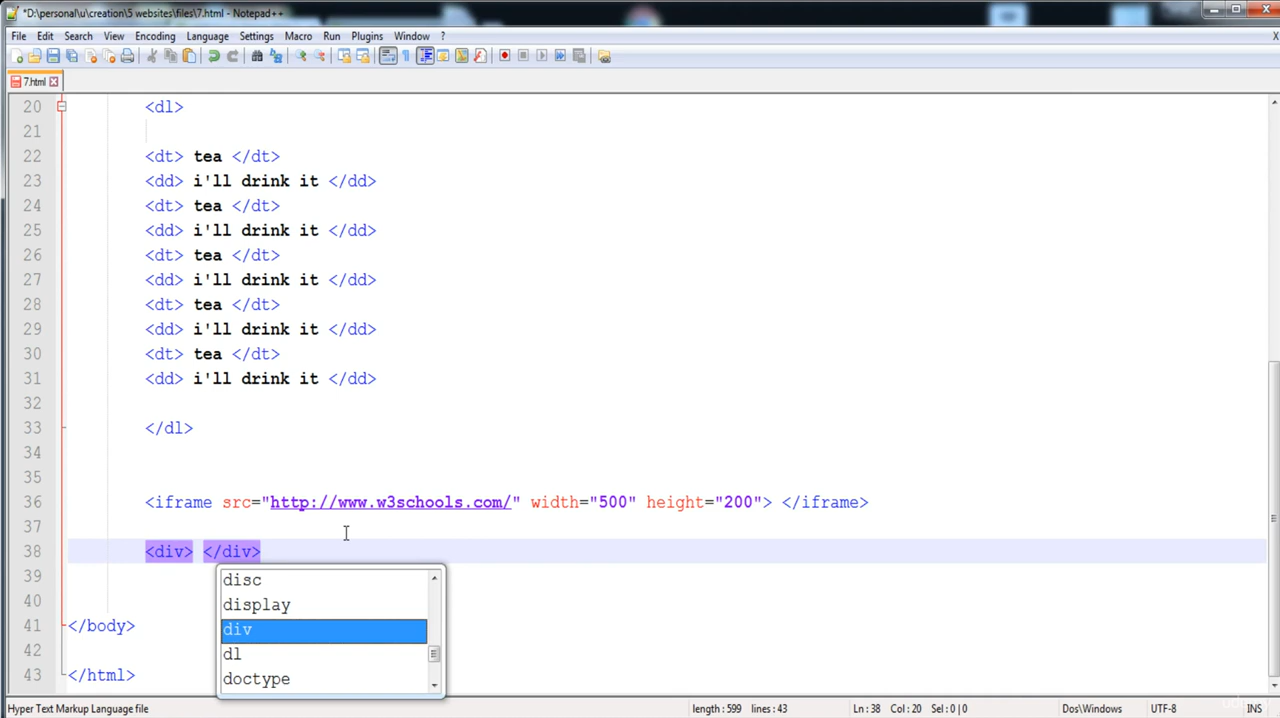 *D:\personal\u\creation\5 websites\files\7.html - Notepad++
File Edit Search View Encoding Language Settings Macro Run Plugins Window ? X
7.html
20 <dl>
21
22 <dt> tea </dt>
23 <dd> i'll drink it </dd>
24 <dt> tea </dt>
25 <dd> i'll drink it </dd>
26 <dt> tea </dt>
27 <dd> i'll drink it </dd>
28 <dt> tea </dt>
29 <dd> i'll drink it </dd>
30 <dt> tea </dt>
31 <dd> i'll drink it </dd>
32
33 </dl>
34
35
36 <iframe src="http://www.w3schools.com/" width="500" height="200"> </iframe>
37
38 <div> </div>
39
40
41 </body>
42
43 </html>
disc
display
div
dl
doctype
Hyper Text Markup Language file length : 599 lines : 43 Ln : 38 Col : 20 Sel : 0 | 0 Dos\Windows UTF-8 INS